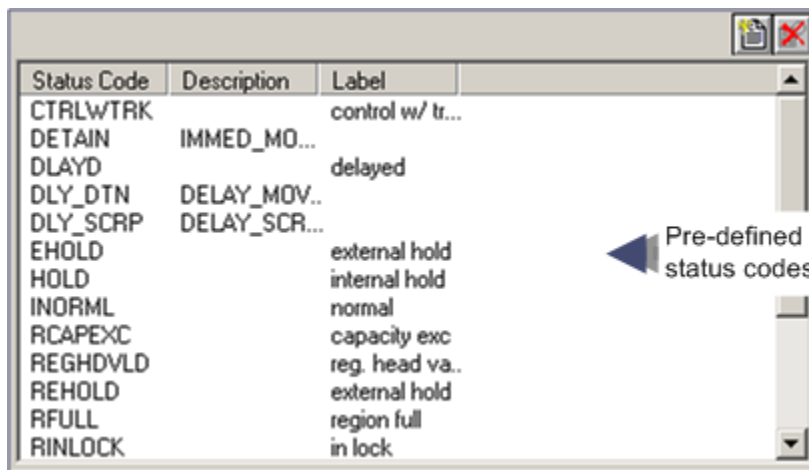 Status Code Description Label
CTRLWTRK control w/ tr...
DETAIN IMMED_MO...
DLAYD delayed
DLY_DTN DELAY_MOV..
DLY_SCRP DELAY_SCR...
EHOLD external hold
HOLD internal hold
INORML normal
RCAPEXC capacity exc
REGHDVLD reg. head va..
REHOLD external hold
RFULL region full
RINLOCK in lock
Pre-defined
status codes